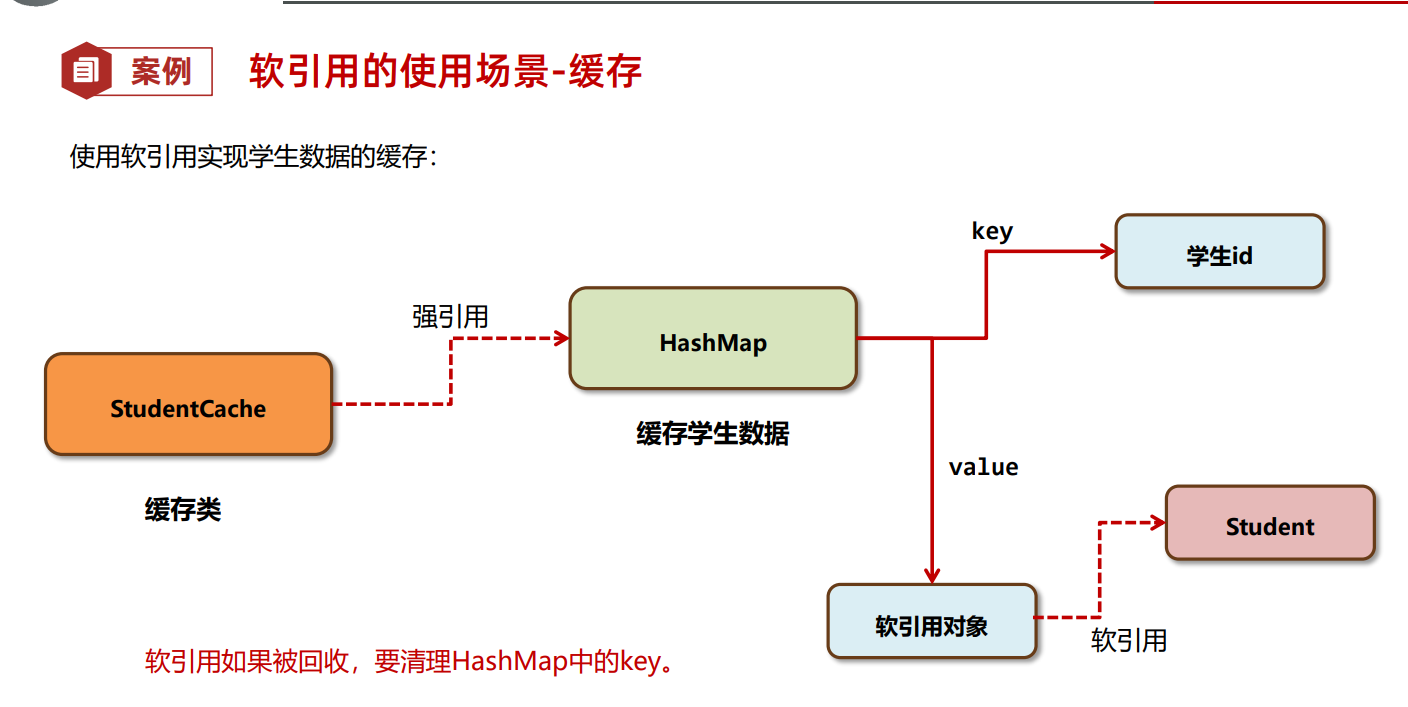 案例
软引用的使用场景-缓存
使用软引用实现学生数据的缓存：
key
学生id
强引用
HashMap
StudentCache
缓存学生数据
value
缓存类
Student
软引用对象
软引用
软引用如果被回收，要清理HashMap中的key。